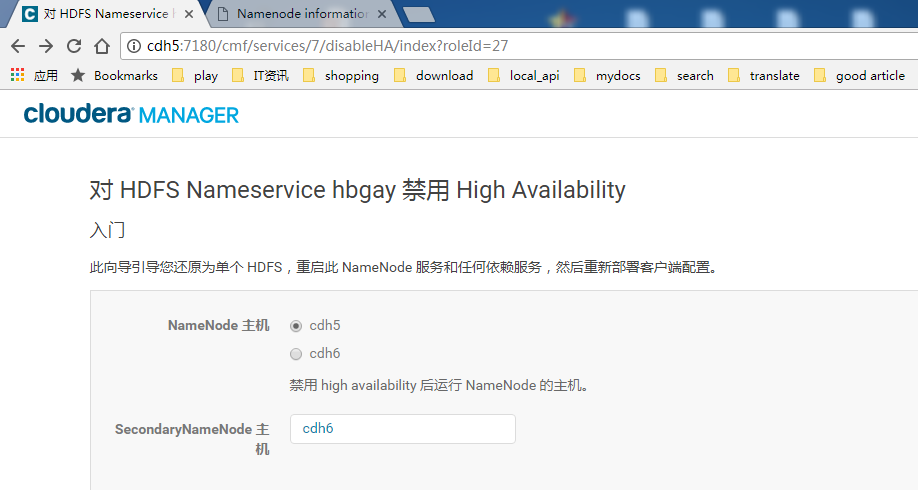 对 HDFS Nameservice h
Namenode information
cdh5:7180/cmf/services/7/disableHA/index?roleId=27
应用 Bookmarks play IT资讯 shopping download local_api mydocs search translate good article
cloudera MANAGER
对 HDFS Nameservice hbgay 禁用 High Availability
入门
此向导引导您还原为单个 HDFS，重启此 NameNode 服务和任何依赖服务，然后重新部署客户端配置。
NameNode 主机
cdh5
cdh6
禁用 high availability 后运行 NameNode 的主机。
SecondaryNameNode 主
机
cdh6